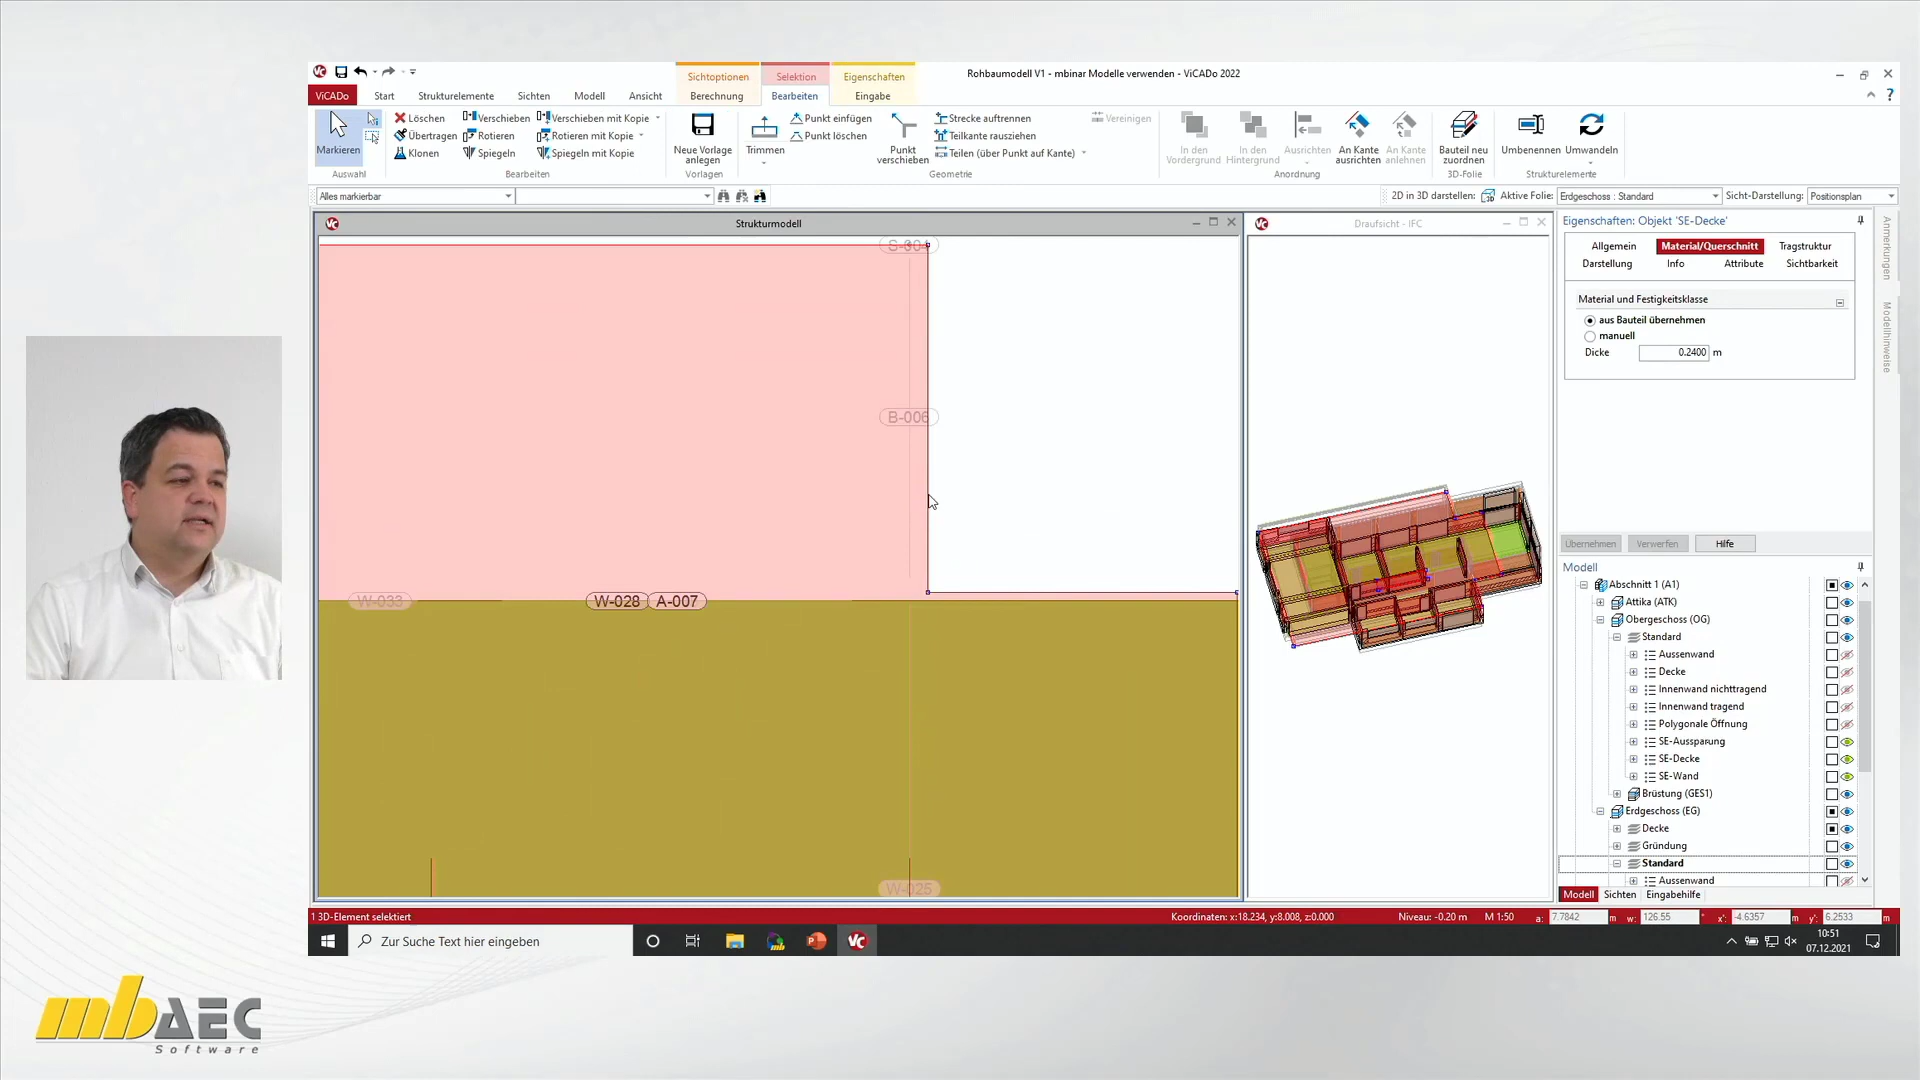 Rohbaumodell V1 - mbinar Modelle verwenden - ViCADo 2022
Sichtoptionen Selektion Eigenschaften
ViCADo Start Strukturelemente Sichten Modell Ansicht Berechnung Bearbeiten Eingabe
Markieren
Auswahl
Löschen
Übertragen
Klonen
Verschieben
Rotieren
Spiegeln
Verschieben mit Kopie
Rotieren mit Kopie
Spiegeln mit Kopie
Bearbeiten
Neue Vorlage
anlegen
Vorlagen
Trimmen
Punkt einfügen
Punkt löschen
Punkt
verschieben
Strecke auftrennen
Teilkante rausziehen
Teilen (über Punkt auf Kante)
Vereinigen
Geometrie
In den
Vordergrund
In den
Hintergrund
Ausrichten
An Kante
ausrichten
An Kante
anlehnen
Anordnung
Bauteil neu
zuordnen
3D-Folie
Umbenennen
Umwandeln
Strukturelemente
Alles markierbar
2D in 3D darstellen:
Aktive Folie:
Erdgeschoss : Standard
Sicht-Darstellung:
Positionsplan
Strukturmodell
S-004
B-006
W-033
W-028
A-007
W-025
Draufsicht - IFC
Eigenschaften: Objekt 'SE-Decke'
Allgemein Material/Querschnitt Tragstruktur
Darstellung Info Attribute Sichtbarkeit
Material und Festigkeitsklasse
aus Bauteil übernehmen
manuell
Dicke 0.2400 m
Übernehmen Verwerfen Hilfe
Modell
Abschnitt 1 (A1)
Attika (ATK)
Obergeschoss (OG)
Standard
Aussenwand
Decke
Innenwand nichttragend
Innenwand tragend
Polygonale Öffnung
SE-Aussparung
SE-Decke
SE-Wand
Brüstung (GES1)
Erdgeschoss (EG)
Decke
Gründung
Standard
Aussenwand
Modell Sichten Eingabehilfe
Anmerkungen
Modellhinweise
1 3D-Element selektiert
Koordinaten: x:18.234, y:8.008, z:0.000
Niveau: -0.20 m
M 1:50
a: 7.7842 m w: 126.55 ° x': -4.6357 m y': 6.2533 m
Zur Suche Text hier eingeben
10:51
07.12.2021
mb AEC
Software